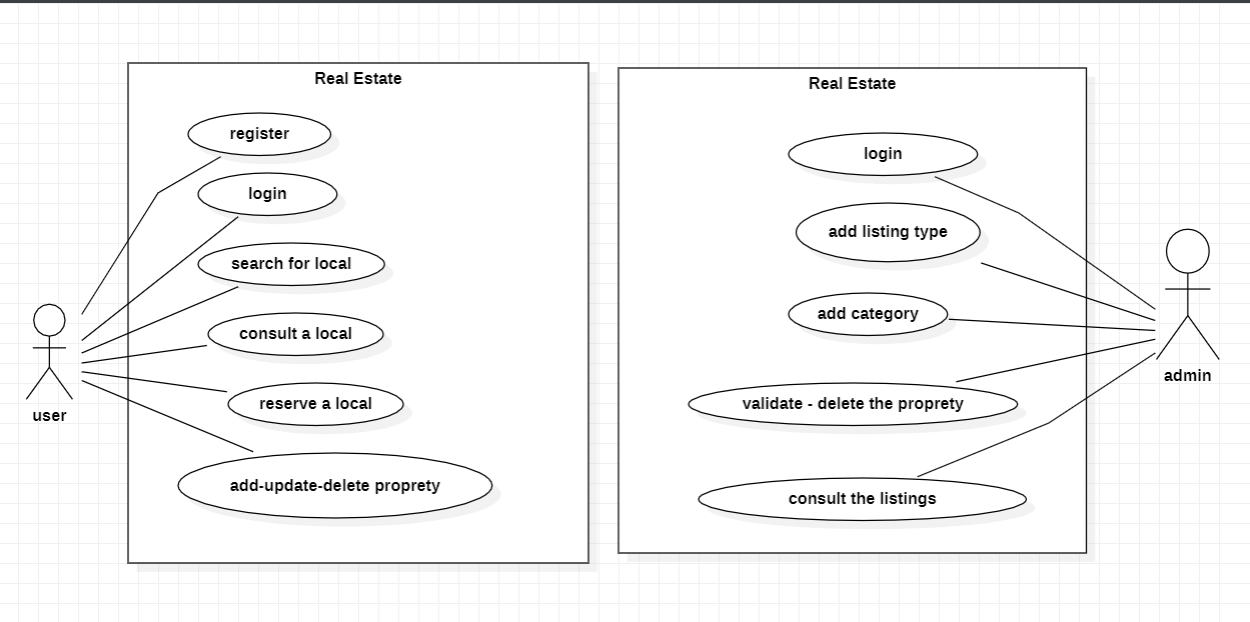 Real Estate
register
login
search for local
consult a local
reserve a local
add-update-delete proprety
user
Real Estate
login
add listing type
add category
validate - delete the proprety
consult the listings
admin